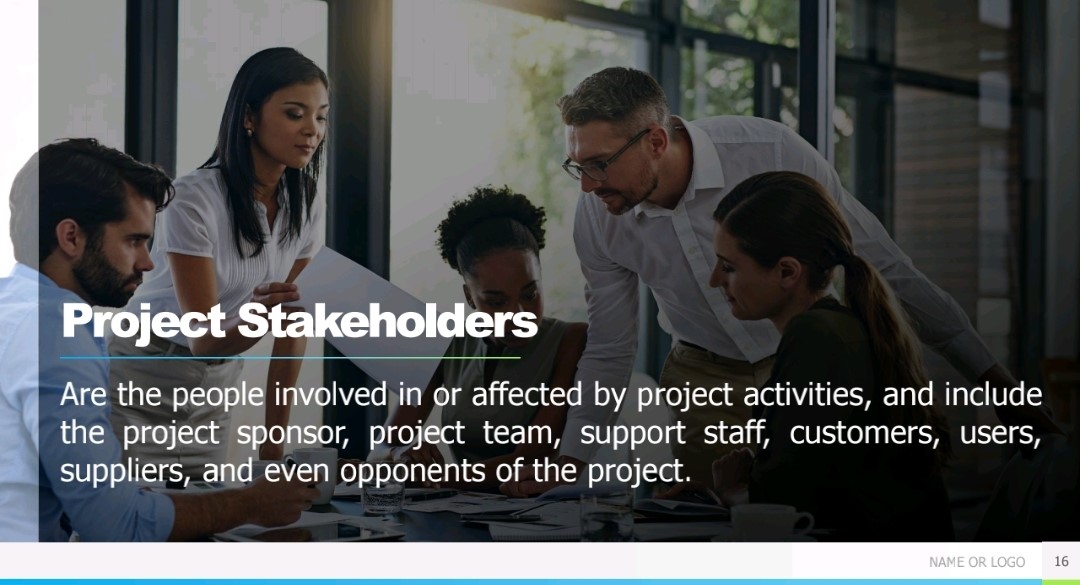 Project Stakeholders
Are the people involved in or affected by project activities, and include
the project sponsor, project team, support staff, customers, users,
suppliers, and even opponents of the project.
NAME OR LOGO
16